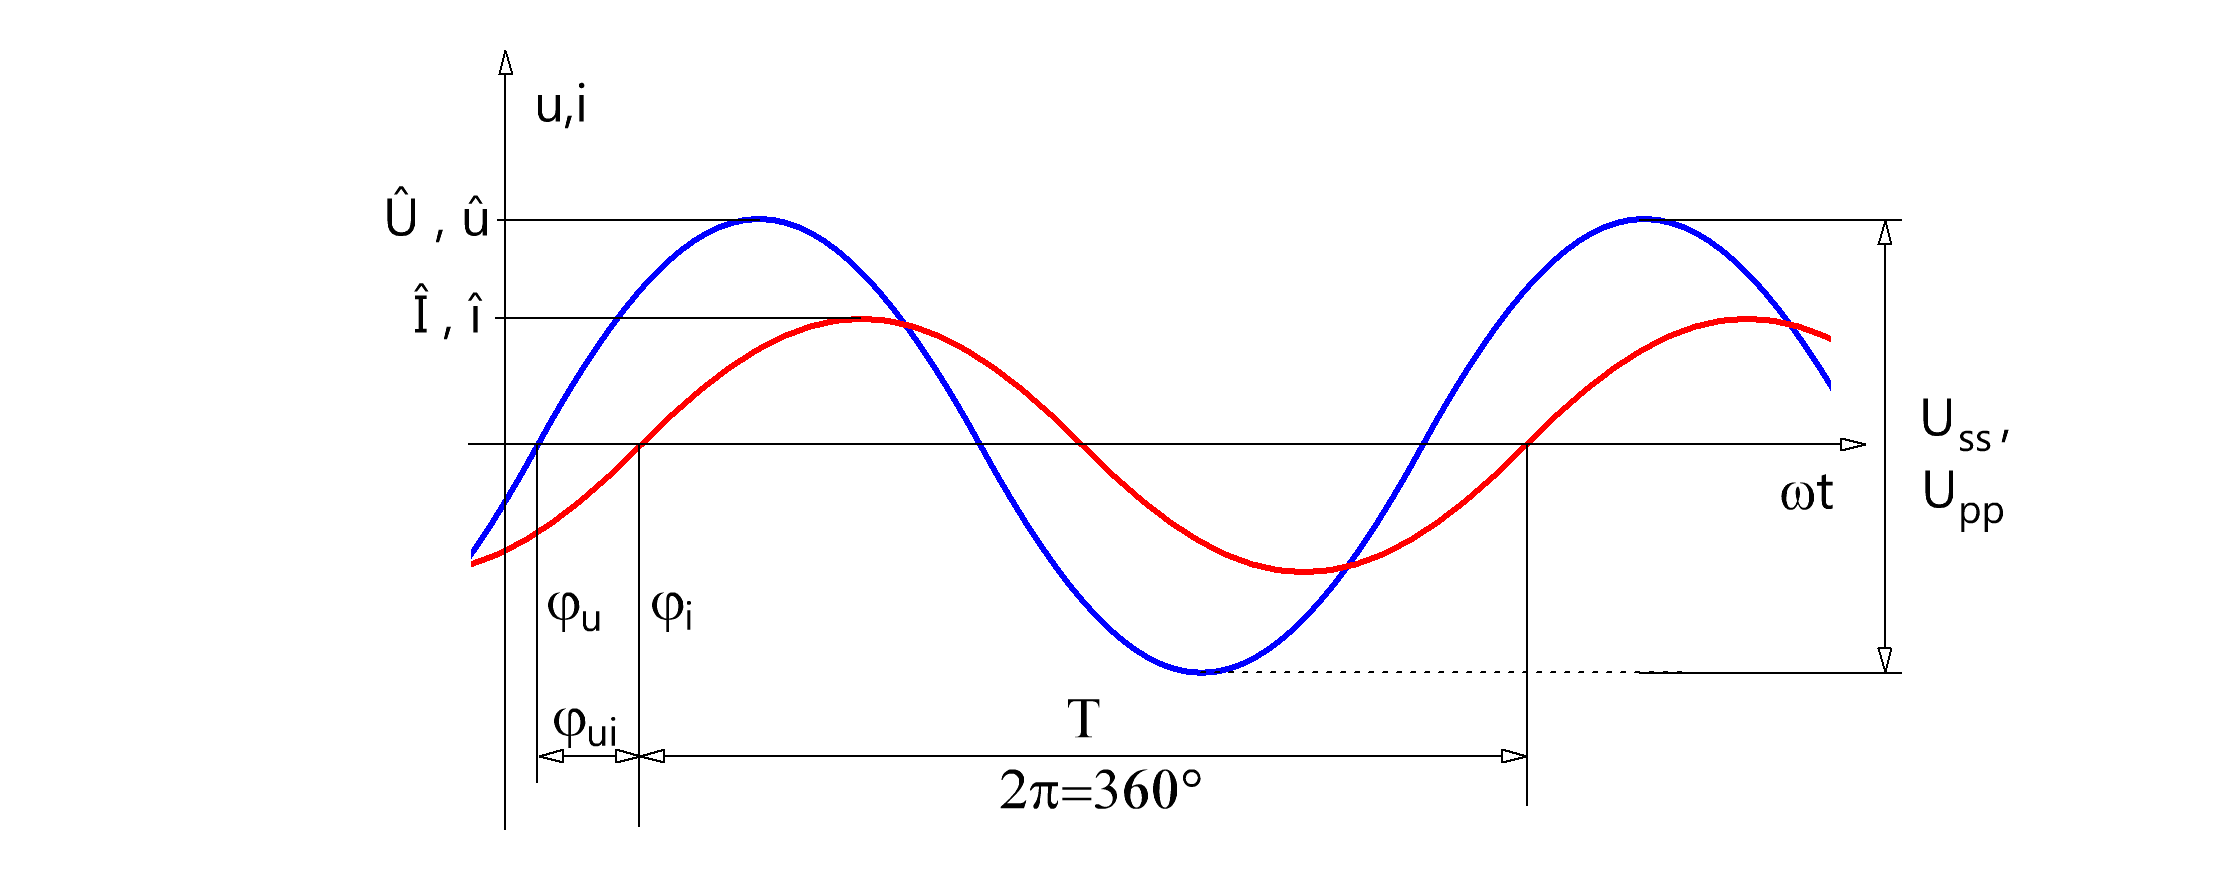 u,i
Û , û
Î , î
U_ss,
U_pp
ωt
φ_u
φ_i
φ_ui
T
2π=360°